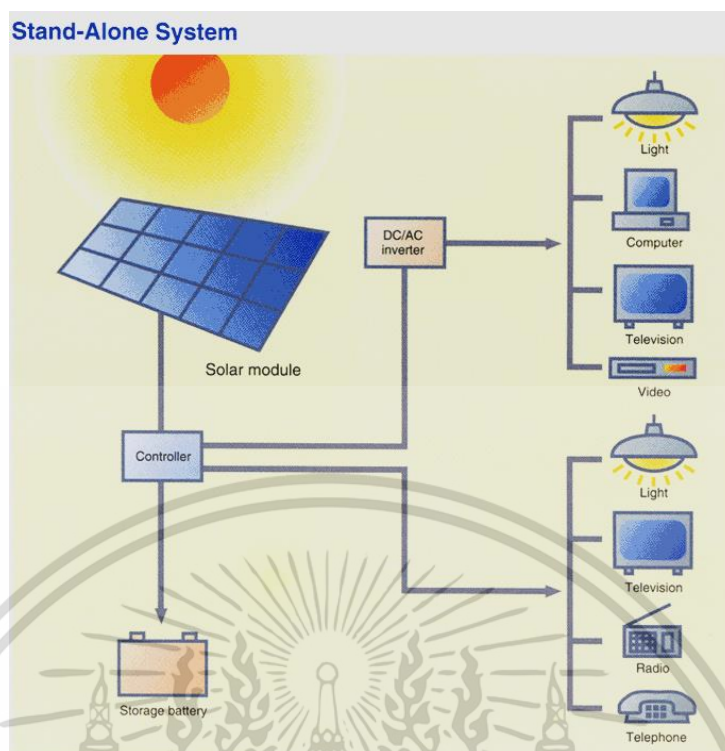 Stand-Alone System
Light
DC/AC
inverter
Computer
Television
Solar module
Video
Controller
Light
Television
Radio
Storage battery
Telephone